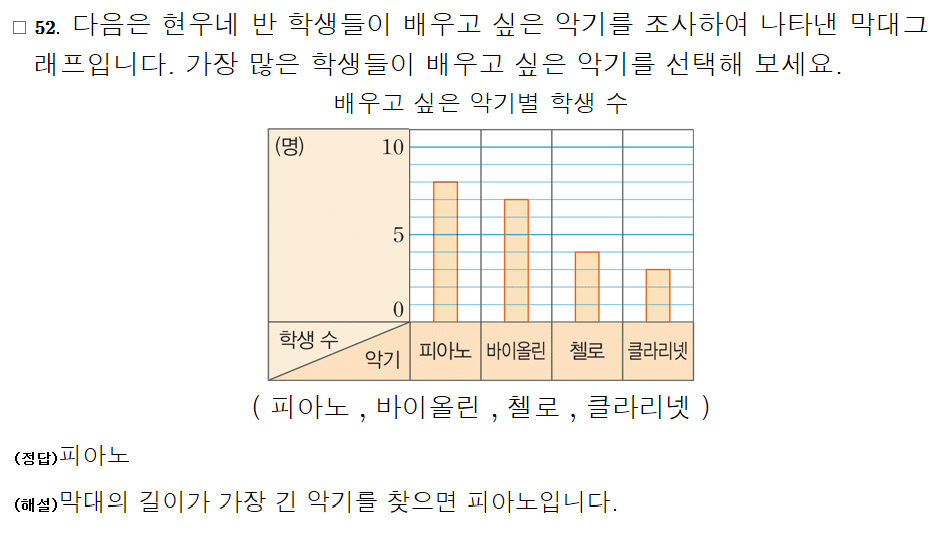 □ 52. 다음은 현우네 반 학생들이 배우고 싶은 악기를 조사하여 나타낸 막대그
래프입니다. 가장 많은 학생들이 배우고 싶은 악기를 선택해 보세요.
배우고 싶은 악기별 학생 수
(명) 10
5
0
학생 수
악기 피아노 바이올린 첼로 클라리넷
( 피아노 , 바이올린 , 첼로 , 클라리넷 )
(정답)피아노
(해설)막대의 길이가 가장 긴 악기를 찾으면 피아노입니다.